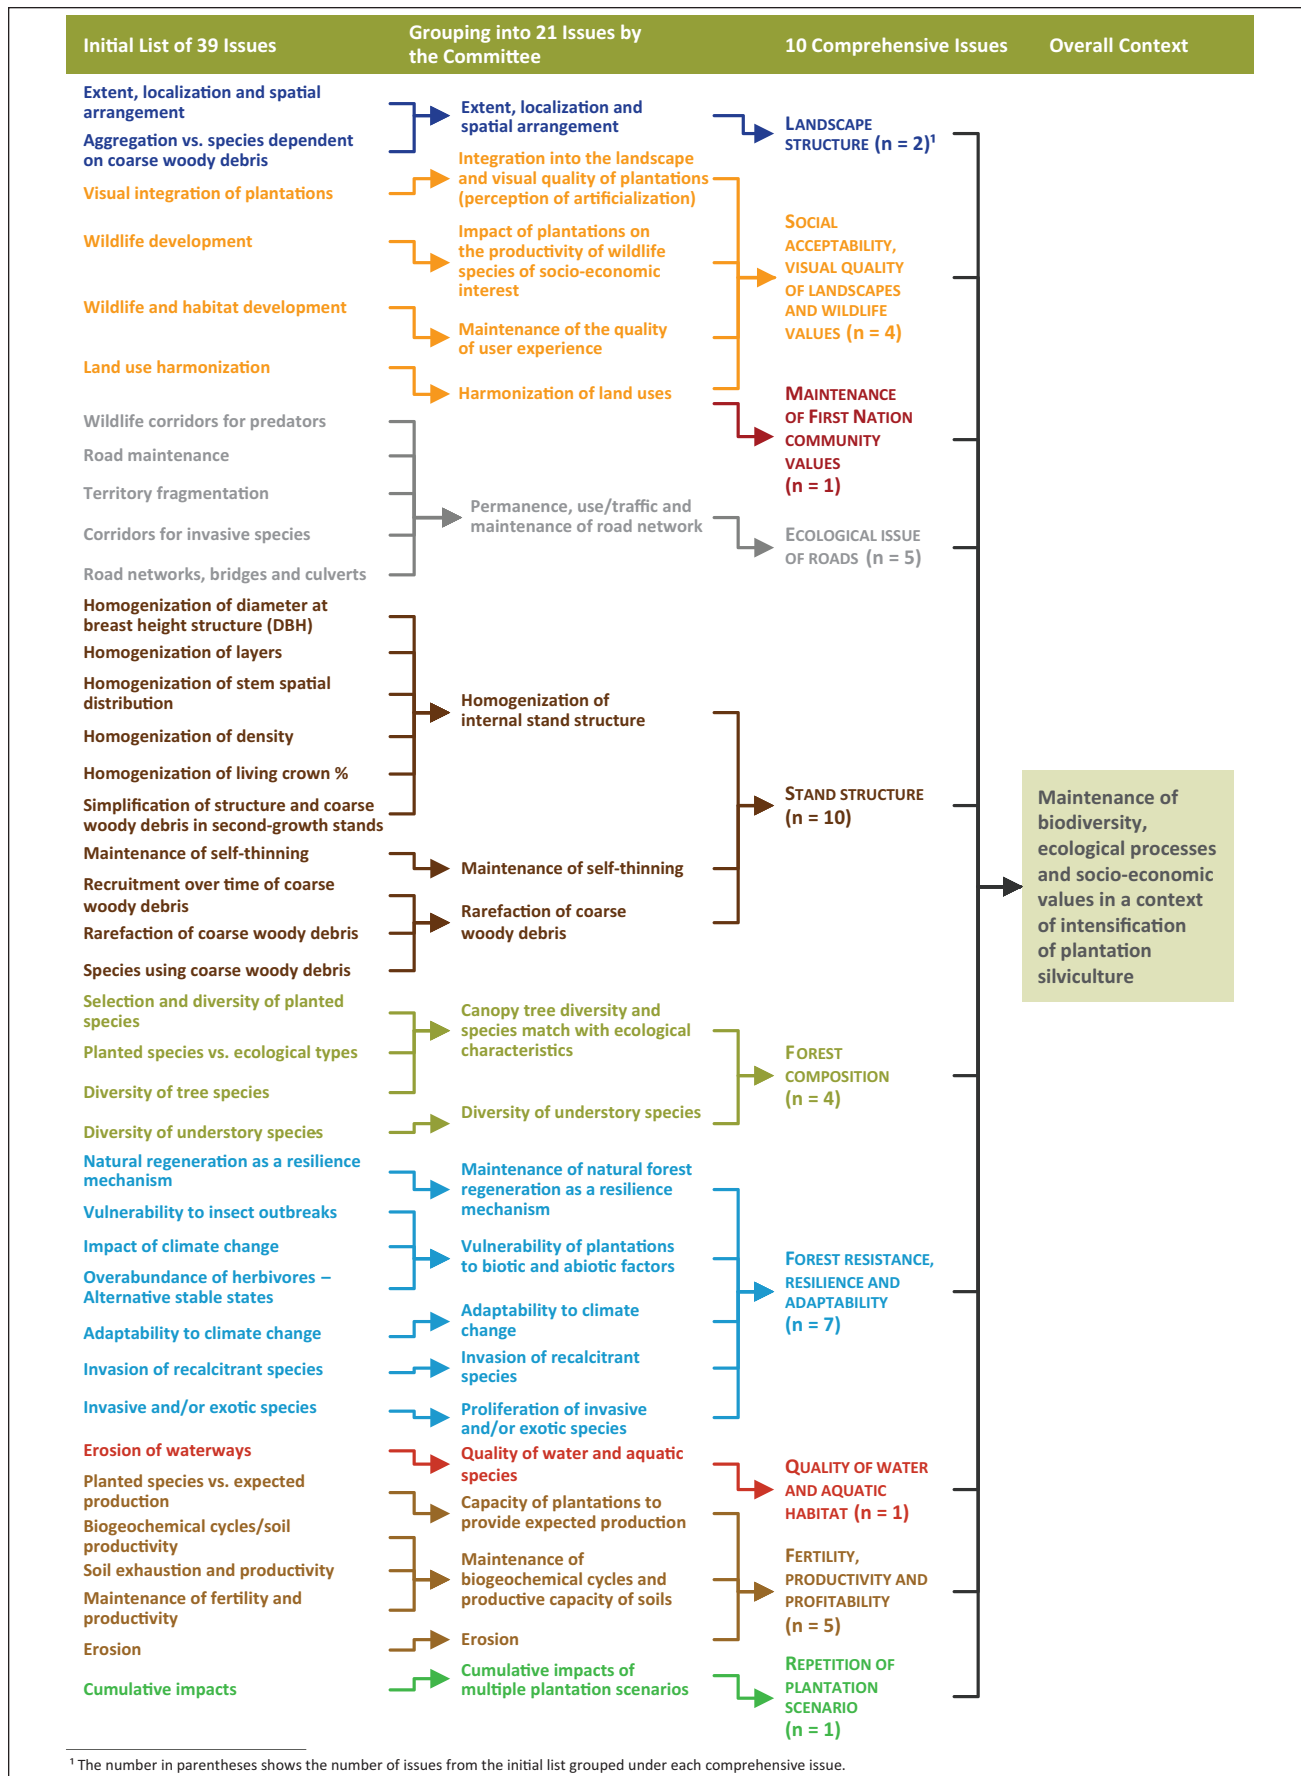 Initial List of 39 Issues
Grouping into 21 Issues by
the Committee
10 Comprehensive Issues
Overall Context
Extent, localization and spatial
arrangement
Aggregation vs. species dependent
on coarse woody debris
Visual integration of plantations
Wildlife development
Wildlife and habitat development
Land use harmonization
Wildlife corridors for predators
Road maintenance
Territory fragmentation
Corridors for invasive species
Road networks, bridges and culverts
Homogenization of diameter at
breast height structure (DBH)
Homogenization of layers
Homogenization of stem spatial
distribution
Homogenization of density
Homogenization of living crown %
Simplification of structure and coarse
woody debris in second-growth stands
Maintenance of self-thinning
Recruitment over time of coarse
woody debris
Rarefaction of coarse woody debris
Species using coarse woody debris
Selection and diversity of planted
species
Planted species vs. ecological types
Diversity of tree species
Diversity of understory species
Natural regeneration as a resilience
mechanism
Vulnerability to insect outbreaks
Impact of climate change
Overabundance of herbivores –
Alternative stable states
Adaptability to climate change
Invasion of recalcitrant species
Invasive and/or exotic species
Erosion of waterways
Planted species vs. expected
production
Biogeochemical cycles/soil
productivity
Soil exhaustion and productivity
Maintenance of fertility and
productivity
Erosion
Cumulative impacts
Extent, localization and
spatial arrangement
Integration into the landscape
and visual quality of plantations
(perception of artificialization)
Impact of plantations on
the productivity of wildlife
species of socio-economic
interest
Maintenance of the quality
of user experience
Harmonization of land uses
Permanence, use/traffic and
maintenance of road network
Homogenization of
internal stand structure
Maintenance of self-thinning
Rarefaction of coarse
woody debris
Canopy tree diversity and
species match with ecological
characteristics
Diversity of understory species
Maintenance of natural forest
regeneration as a resilience
mechanism
Vulnerability of plantations
to biotic and abiotic factors
Adaptability to climate
change
Invasion of recalcitrant
species
Proliferation of invasive
and/or exotic species
Quality of water and aquatic
species
Capacity of plantations to
provide expected production
Maintenance of
biogeochemical cycles and
productive capacity of soils
Erosion
Cumulative impacts of
multiple plantation scenarios
LANDSCAPE
STRUCTURE (n = 2)¹
SOCIAL
ACCEPTABILITY,
VISUAL QUALITY
OF LANDSCAPES
AND WILDLIFE
VALUES (n = 4)
MAINTENANCE
OF FIRST NATION
COMMUNITY
VALUES
(n = 1)
ECOLOGICAL ISSUE
OF ROADS (n = 5)
STAND STRUCTURE
(n = 10)
FOREST
COMPOSITION
(n = 4)
FOREST RESISTANCE,
RESILIENCE AND
ADAPTABILITY
(n = 7)
QUALITY OF WATER
AND AQUATIC
HABITAT (n = 1)
FERTILITY,
PRODUCTIVITY AND
PROFITABILITY
(n = 5)
REPETITION OF
PLANTATION
SCENARIO
(n = 1)
Maintenance of
biodiversity,
ecological processes
and socio-economic
values in a context
of intensification
of plantation
silviculture
¹ The number in parentheses shows the number of issues from the initial list grouped under each comprehensive issue.